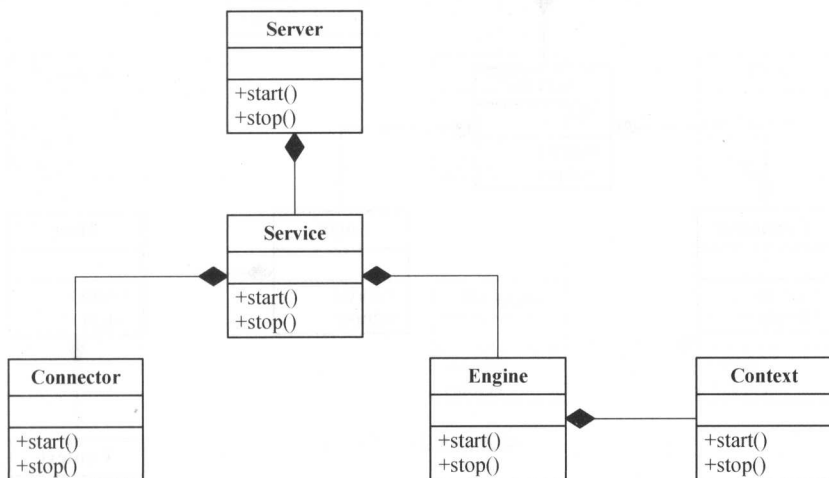 Server
+start()
+stop()
Service
+start()
+stop()
Connector
+start()
+stop()
Engine
+start()
+stop()
Context
+start()
+stop()